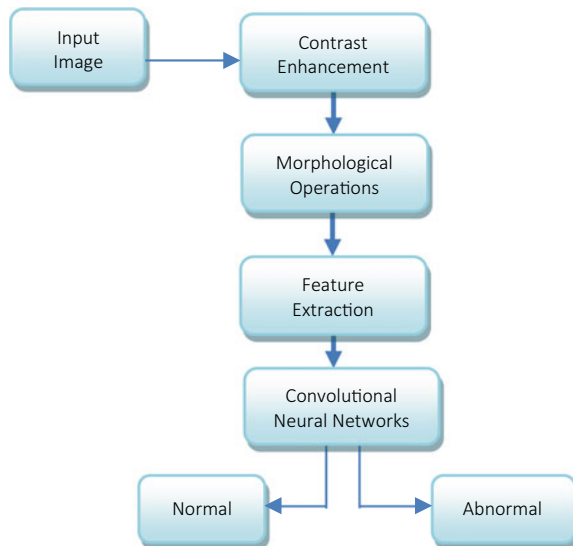 Input
Image
Contrast
Enhancement
Morphological
Operations
Feature
Extraction
Convolutional
Neural Networks
Normal
Abnormal